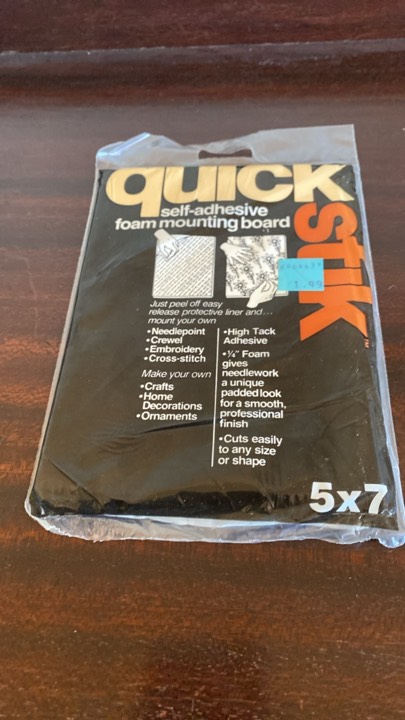 quick
stik™
self-adhesive
foam mounting board
Just peel off easy
release protective liner and...
mount your own
•Needlepoint
•Crewel
•Embroidery
•Cross-stitch
Make your own
•Crafts
•Home
Decorations
•Ornaments
•High Tack
Adhesive
•¼" Foam
gives
needlework
a unique
padded look
for a smooth,
professional
finish
•Cuts easily
to any size
or shape
5x7